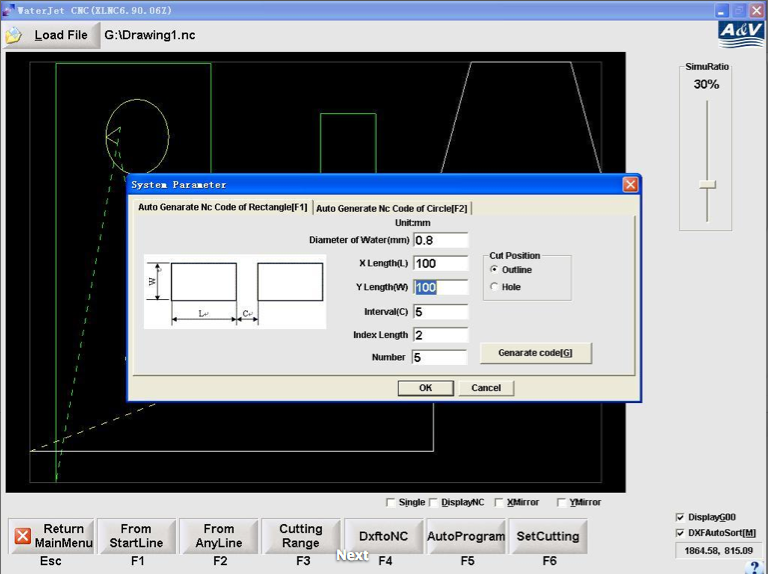 WaterJet CNC(XLNC6.90.06Z)
Load File G:\Drawing1.nc
A&V
SimuRatio
30%
System Parameter
Auto Genarate Nc Code of Rectangle[F1] Auto Generate Nc Code of Circle[F2]
Unit:mm
Diameter of Water(mm) 0.8
X Length(L) 100
Y Length(W) 100
Interval(C) 5
Index Length 2
Number 5
Cut Position
Outline
Hole
W
L C
Genarate code[G]
OK Cancel
Single DisplayNC XMirror YMirror
Return MainMenu
Esc
From StartLine
F1
From AnyLine
F2
Cutting Range
F3
DxftoNC
F4
AutoProgram
F5
SetCutting
F6
Next
DisplayG00
DXFAutoSort[M]
1864.58, 815.09
?